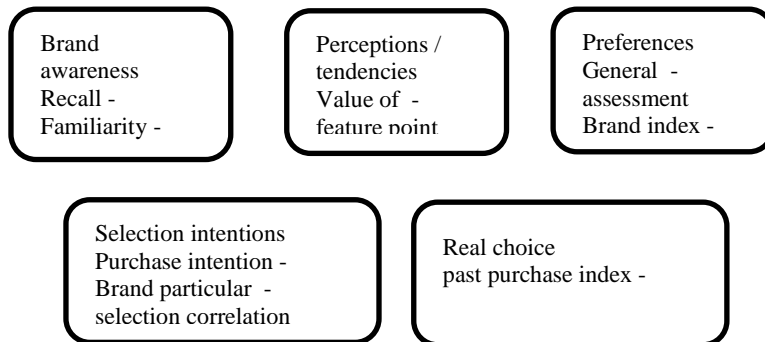 Brand
awareness
Recall -
Familiarity -
Perceptions /
tendencies
Value of  -
feature point
Preferences
General  -
assessment
Brand index -
Selection intentions
Purchase intention -
Brand particular  -
selection correlation
Real choice
past purchase index -